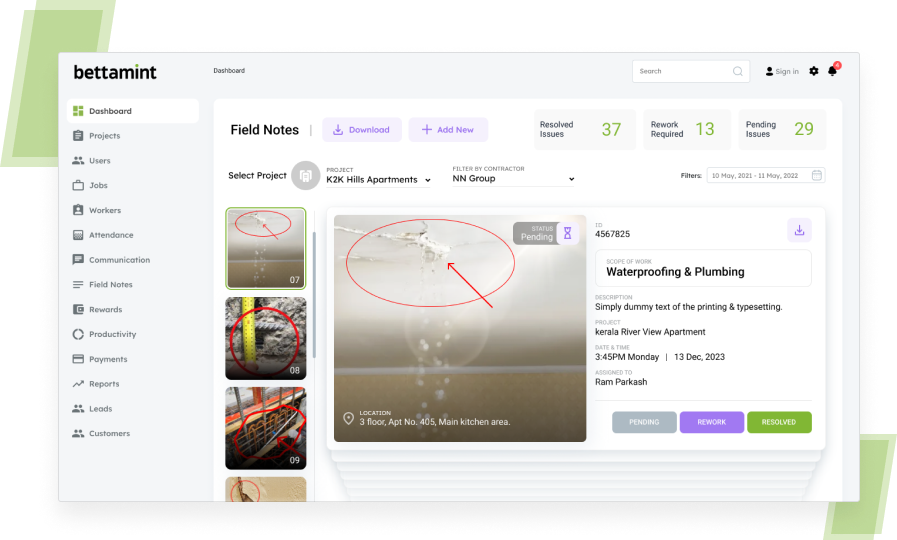 bettamint
Dashboard
Search
Sign in
6
Dashboard
Projects
Users
Jobs
Workers
Attendance
Communication
Field Notes
Rewards
Productivity
Payments
Reports
Leads
Customers
Field Notes
Download
Add New
Resolved
Issues
37
Rework
Required
13
Pending
Issues
29
Select Project
PROJECT
K2K Hills Apartments
FILTER BY CONTRACTOR
NN Group
Filters:
10 May, 2021 - 11 May, 2022
07
08
09
STATUS
Pending
LOCATION
3 floor, Apt No. 405, Main kitchen area.
ID
4567825
SCOPE OF WORK
Waterproofing & Plumbing
DESCRIPTION
Simply dummy text of the printing & typesetting.
PROJECT
kerala River View Apartment
DATE & TIME
3:45PM Monday | 13 Dec, 2023
ASSIGNED TO
Ram Parkash
PENDING
REWORK
RESOLVED